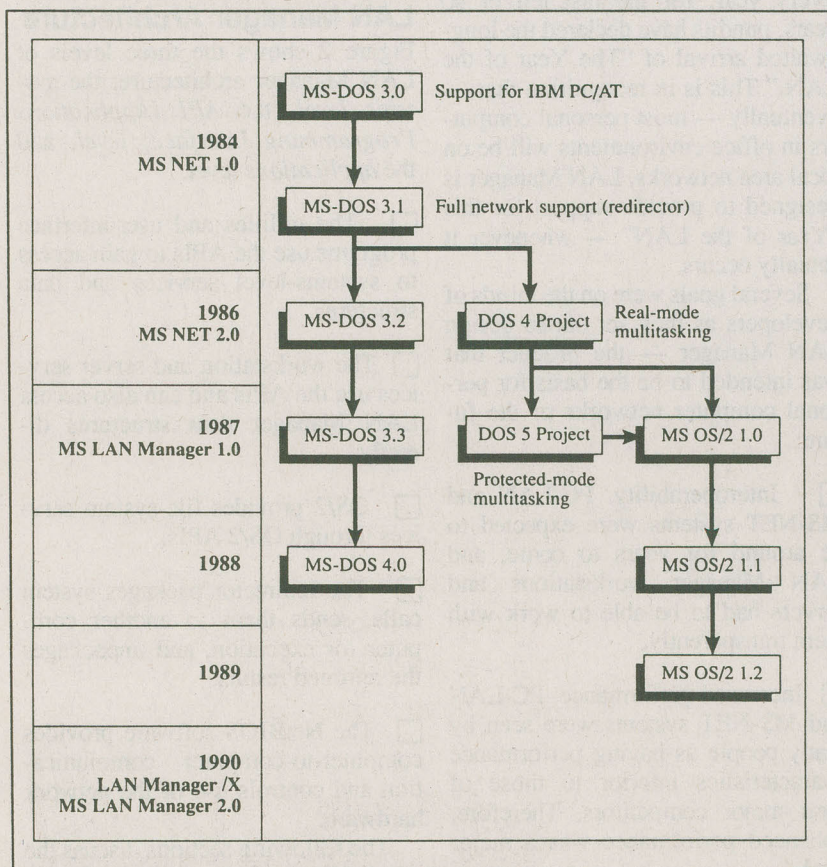 MS-DOS 3.0
Support for IBM PC/AT
1984
MS NET 1.0
MS-DOS 3.1
Full network support (redirector)
1986
MS NET 2.0
MS-DOS 3.2
DOS 4 Project
Real-mode
multitasking
1987
MS LAN Manager 1.0
MS-DOS 3.3
DOS 5 Project
MS OS/2 1.0
Protected-mode
multitasking
1988
MS-DOS 4.0
MS OS/2 1.1
1989
MS OS/2 1.2
1990
LAN Manager /X
MS LAN Manager 2.0